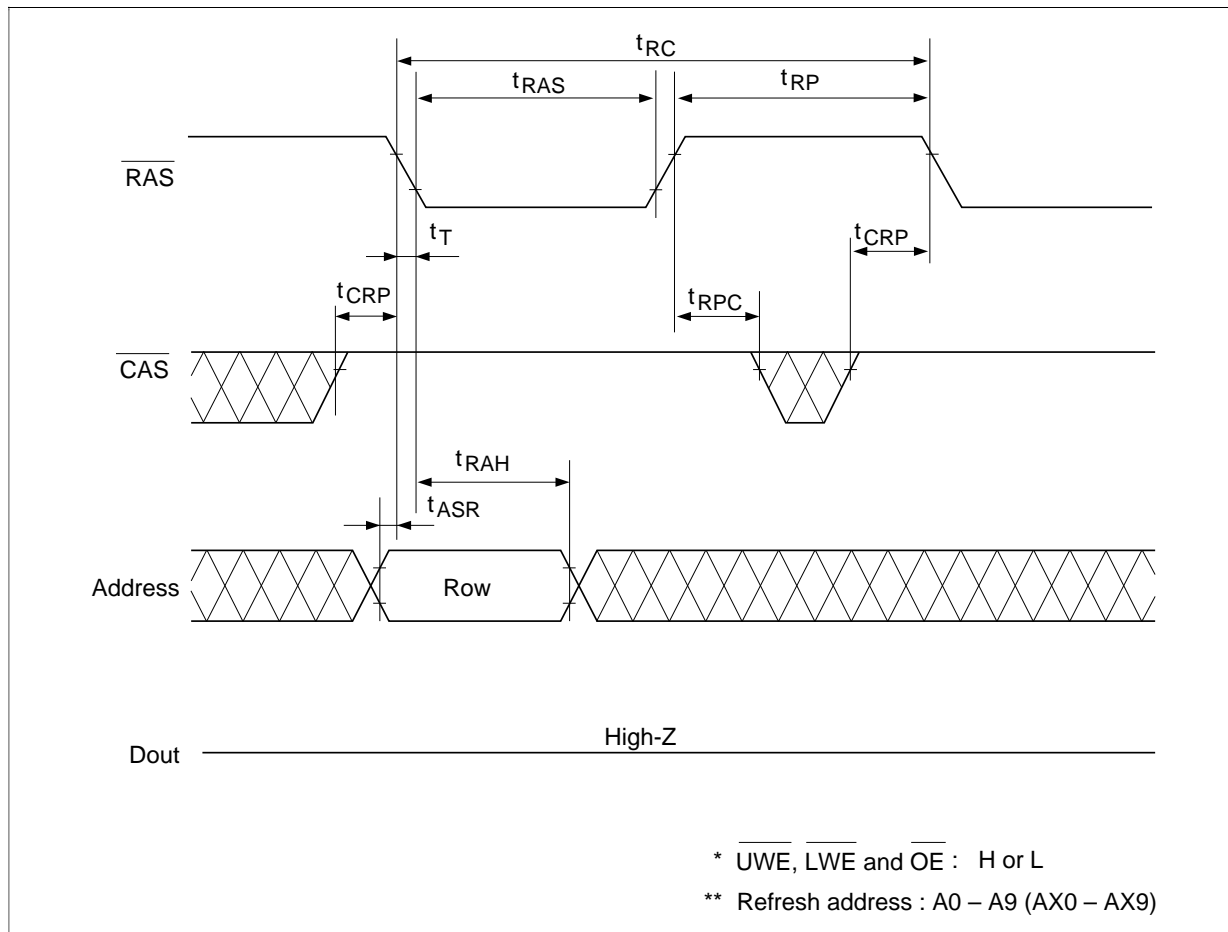 tRC
tRAS
tRP
RAS
tT
tCRP
tCRP
tRPC
CAS
tRAH
tASR
Address
Row
High-Z
Dout
* UWE, LWE and OE : H or L
** Refresh address : A0 – A9 (AX0 – AX9)